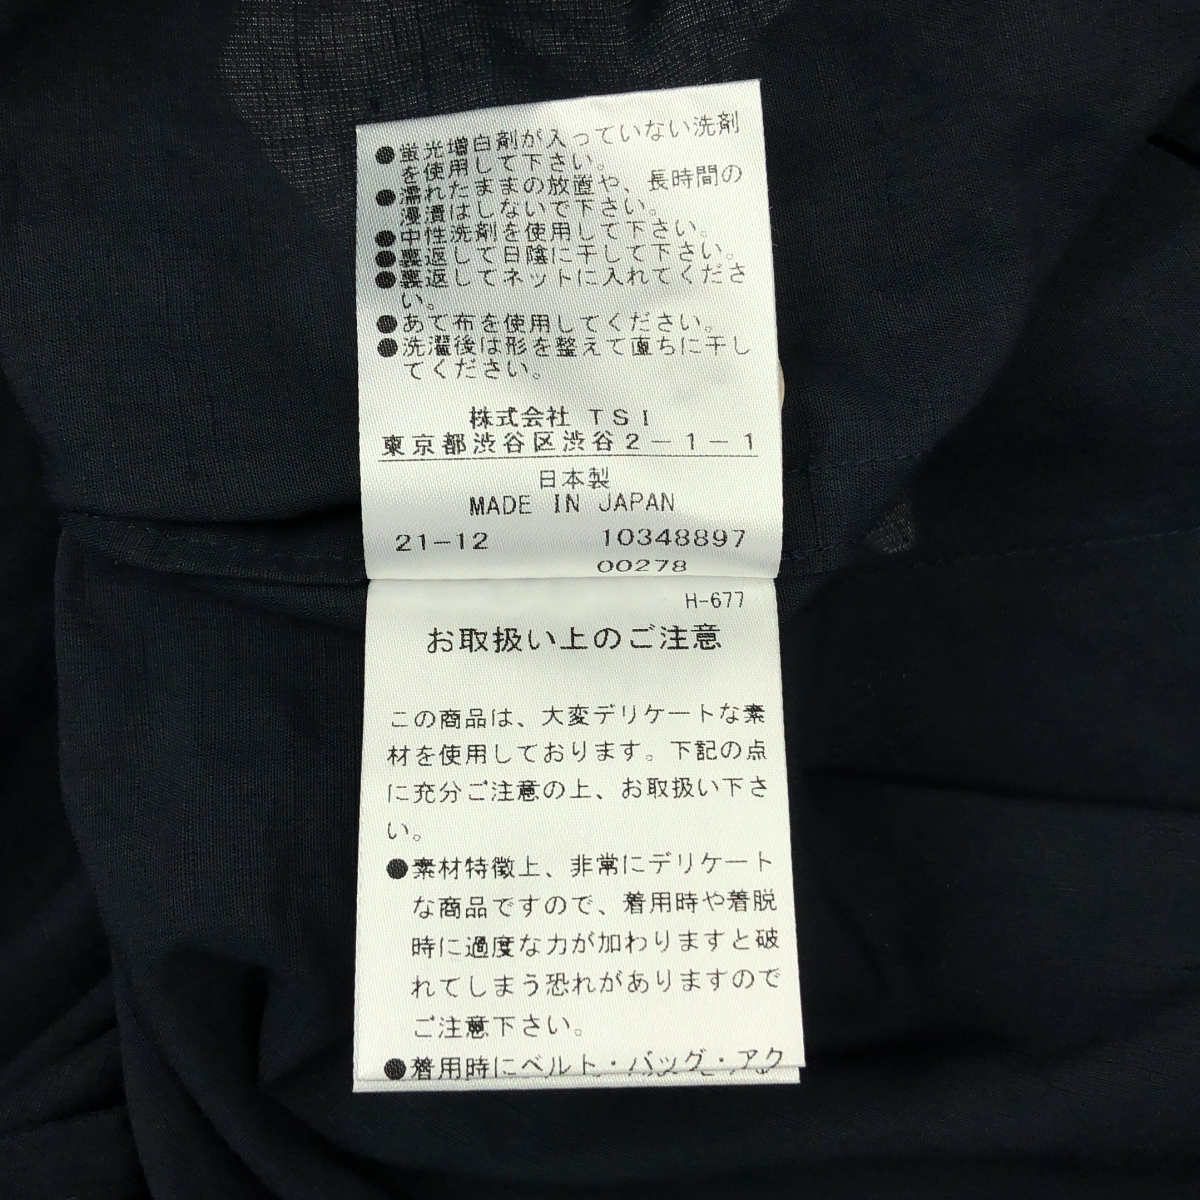 ●蛍光増白剤が入っていない洗剤
を使用して下さい。
●濡れたままの放置や、長時間の
浸漬はしないで下さい。
●中性洗剤を使用して下さい。
●裏返して日陰に干して下さい。
●裏返してネットに入れてくださ
い。
●あて布を使用してください。
●洗濯後は形を整えて直ちに干し
てください。
株式会社 TSI
東京都渋谷区渋谷2-1-1
日本製
MADE IN JAPAN
21-12 10348897
00278
H-677
お取扱い上のご注意
この商品は、大変デリケートな素
材を使用しております。下記の点
に充分ご注意の上、お取扱い下さ
い。
●素材特徴上、非常にデリケート
な商品ですので、着用時や着脱
時に過度な力が加わりますと破
れてしまう恐れがありますので
ご注意下さい。
●着用時にベルト・バッグ・アク